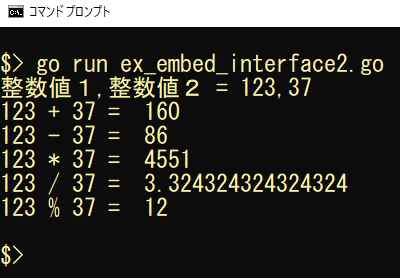 コマンドプロンプト
$> go run ex_embed_interface2.go
整数値１,整数値２ = 123,37
123 + 37 =  160
123 - 37 =  86
123 * 37 =  4551
123 / 37 =  3.324324324324324
123 % 37 =  12
$>